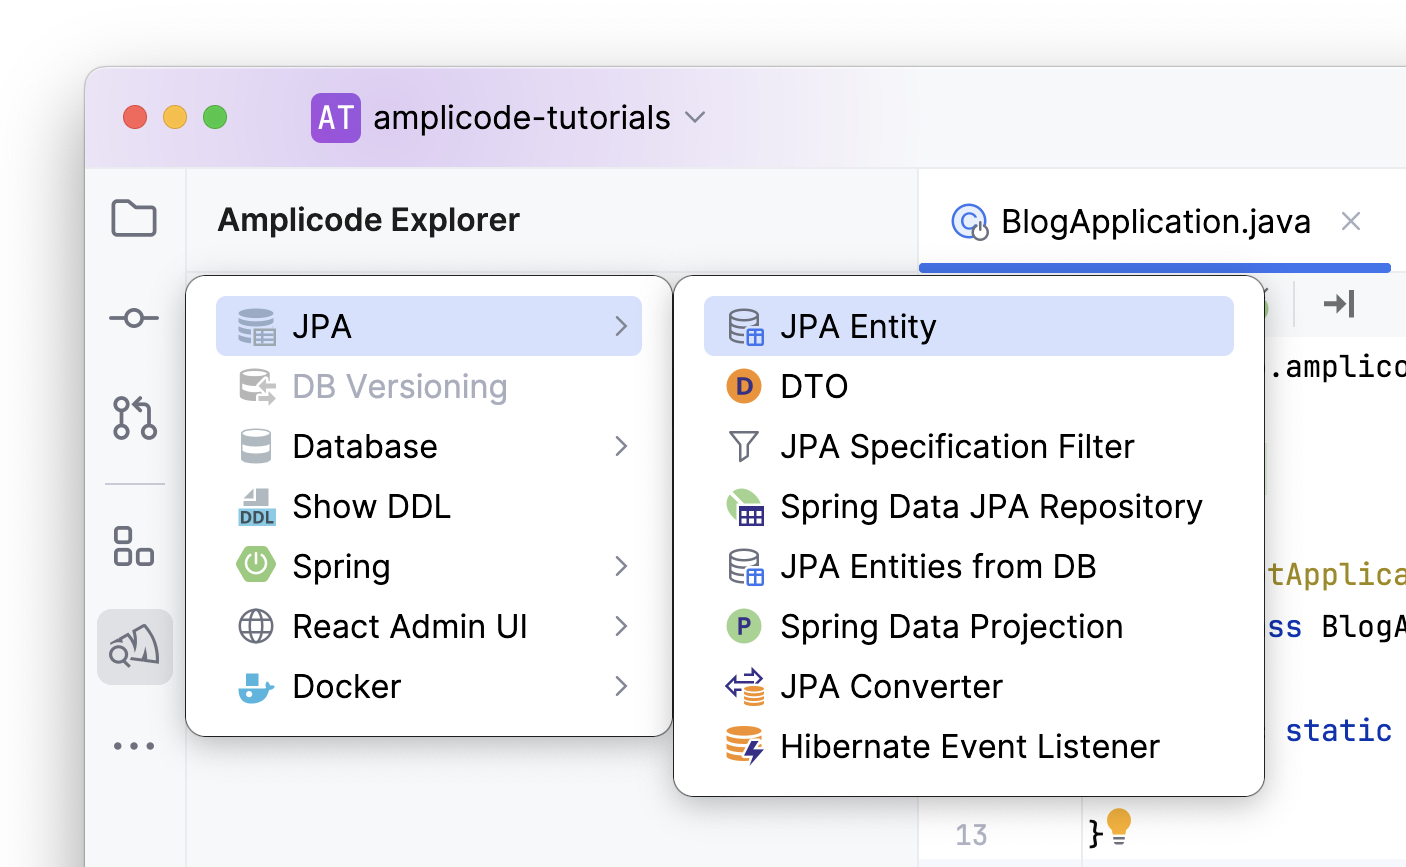 AT amplicode-tutorials
Amplicode Explorer
BlogApplication.java
JPA
DB Versioning
Database
Show DDL
Spring
React Admin UI
Docker
JPA Entity
DTO
JPA Specification Filter
Spring Data JPA Repository
JPA Entities from DB
Spring Data Projection
JPA Converter
Hibernate Event Listener
.amplico
tApplica
ss BlogA
static
13 }